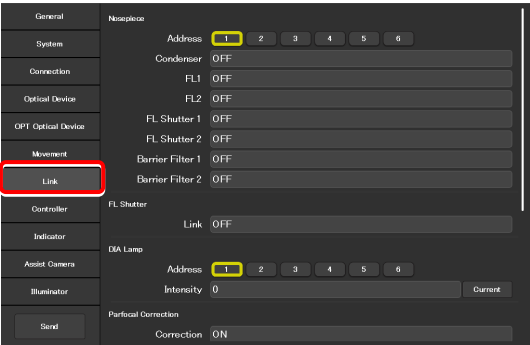 General
System
Connection
Optical Device
OPT Optical Device
Movement
Link
Controller
Indicator
Assist Camera
Illuminator
Send
Nosepiece
Address 1 2 3 4 5 6
Condenser OFF
FL1 OFF
FL2 OFF
FL Shutter 1 OFF
FL Shutter 2 OFF
Barrier Filter 1 OFF
Barrier Filter 2 OFF
FL Shutter
Link OFF
DIA Lamp
Address 1 2 3 4 5 6
Intensity 0 Current
Parfocal Correction
Correction ON